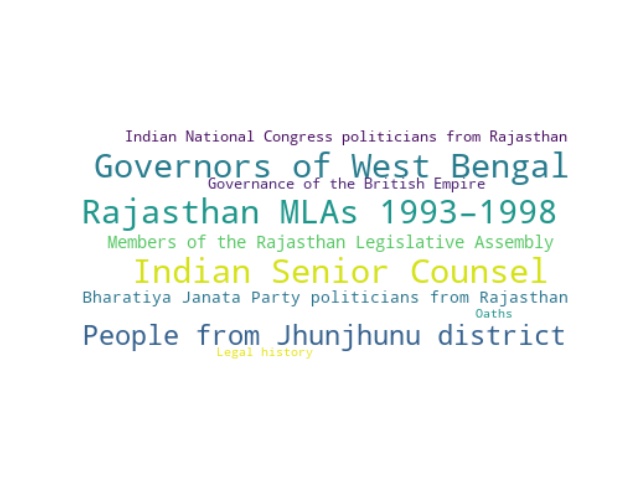 Indian National Congress politicians from Rajasthan
Governors of West Bengal
Governance of the British Empire
Rajasthan MLAs 1993–1998
Members of the Rajasthan Legislative Assembly
Indian Senior Counsel
Bharatiya Janata Party politicians from Rajasthan
Oaths
People from Jhunjhunu district
Legal history